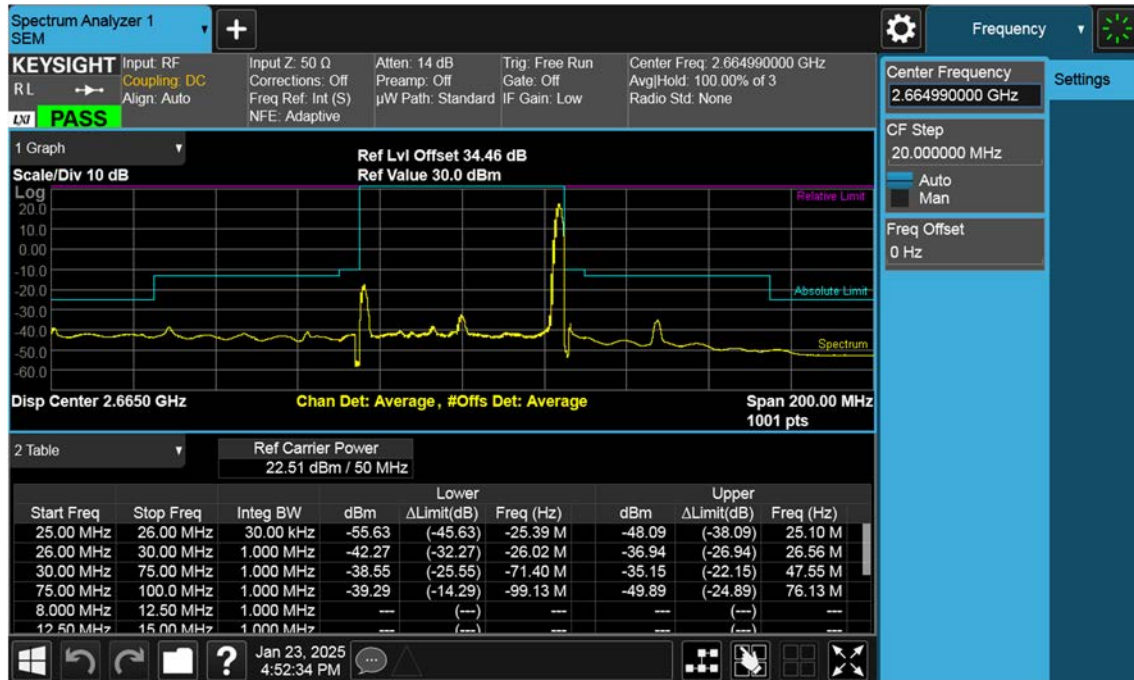 Spectrum Analyzer 1
SEM
Frequency
KEYSIGHT
RL
LXI
PASS
Input: RF
Coupling: DC
Align: Auto
Input Z: 50 Ω
Corrections: Off
Freq Ref: Int (S)
NFE: Adaptive
Atten: 14 dB
Preamp: Off
µW Path: Standard
Trig: Free Run
Gate: Off
IF Gain: Low
Center Freq: 2.664990000 GHz
Avg|Hold: 100.00% of 3
Radio Std: None
Center Frequency
2.664990000 GHz
Settings
CF Step
20.000000 MHz
Auto
Man
Freq Offset
0 Hz
1 Graph
Scale/Div 10 dB
Ref Lvl Offset 34.46 dB
Ref Value 30.0 dBm
Log
Relative Limit
20.0
10.0
0.00
-10.0
-20.0
Absolute Limit
-30.0
-40.0
Spectrum
-50.0
-60.0
Disp Center 2.6650 GHz
Chan Det: Average, #Offs Det: Average
Span 200.00 MHz
1001 pts
2 Table
Ref Carrier Power
22.51 dBm / 50 MHz
Lower Upper
Start Freq Stop Freq Integ BW dBm ΔLimit(dB) Freq (Hz) dBm ΔLimit(dB) Freq (Hz)
25.00 MHz 26.00 MHz 30.00 kHz -55.63 (-45.63) -25.39 M -48.09 (-38.09) 25.10 M
26.00 MHz 30.00 MHz 1.000 MHz -42.27 (-32.27) -26.02 M -36.94 (-26.94) 26.56 M
30.00 MHz 75.00 MHz 1.000 MHz -38.55 (-25.55) -71.40 M -35.15 (-22.15) 47.55 M
75.00 MHz 100.0 MHz 1.000 MHz -39.29 (-14.29) -99.13 M -49.89 (-24.89) 76.13 M
8.000 MHz 12.50 MHz 1.000 MHz --- (---) --- --- (---) ---
12.50 MHz 15.00 MHz 1.000 MHz --- (---) --- --- (---) ---
Jan 23, 2025
4:52:34 PM